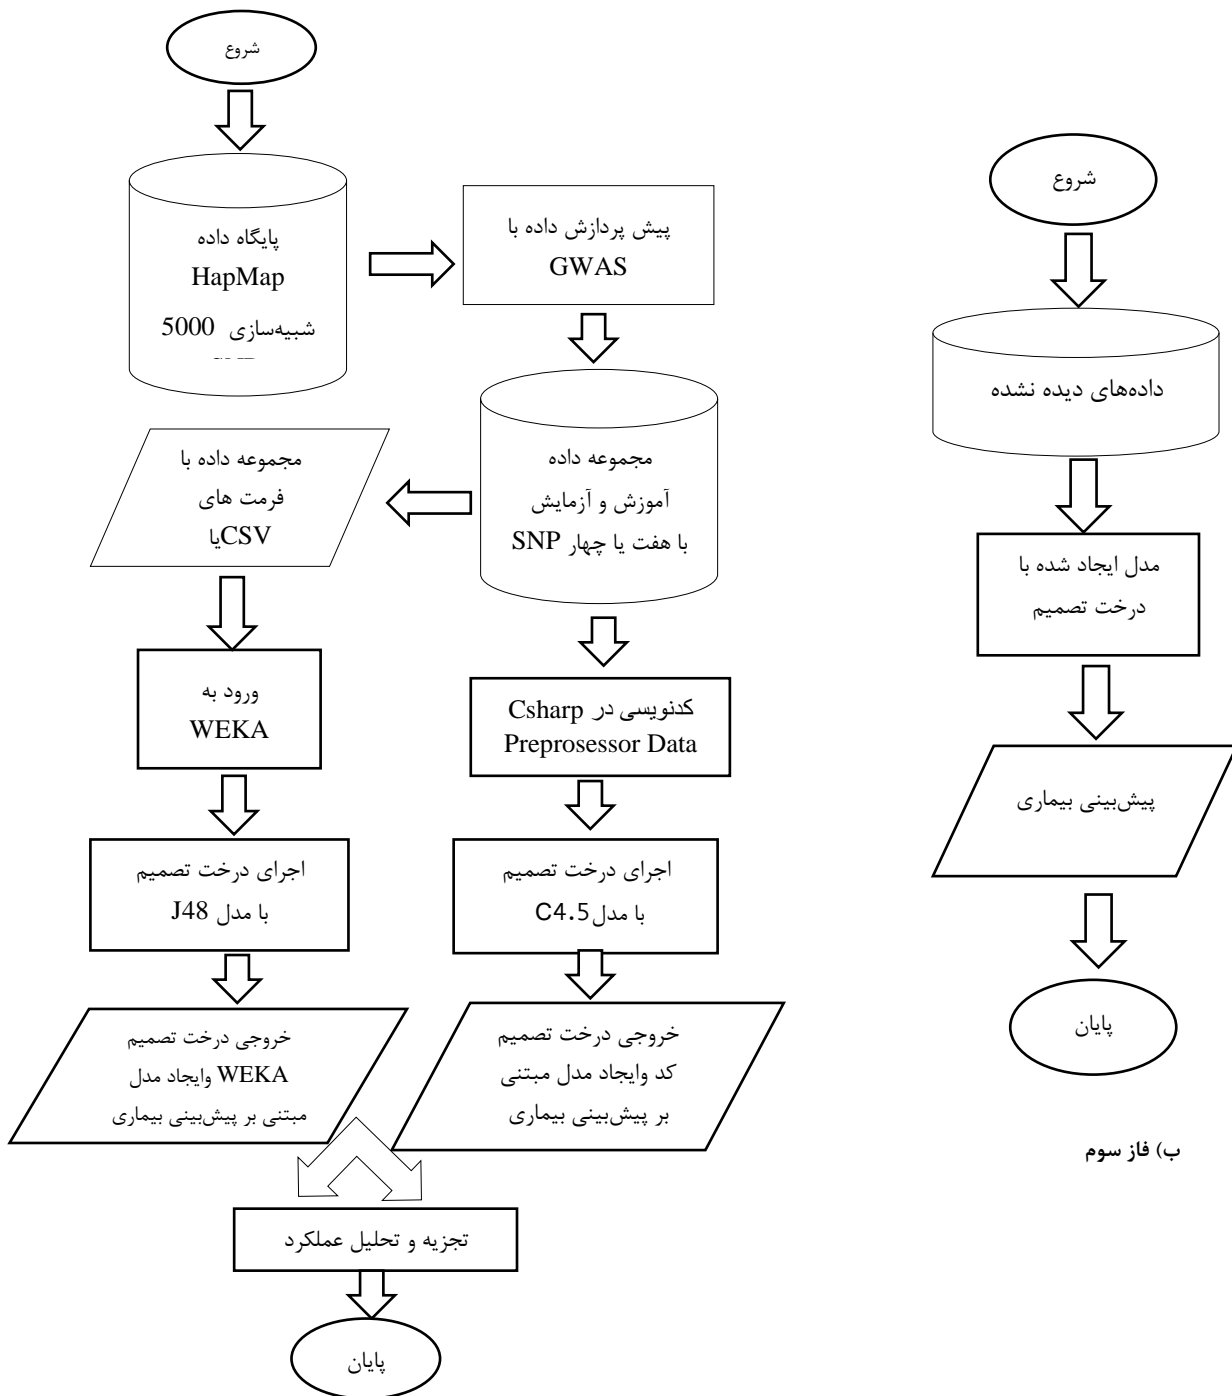 شروع
پایگاه داده
HapMap
شبیه‌سازی 5000
پیش پردازش داده با
GWAS
مجموعه داده
آموزش و آزمایش
با هفت یا چهار SNP
مجموعه داده با
فرمت های
CSVیا
ورود به
WEKA
کدنویسی در Csharp
Preprosessor Data
اجرای درخت تصمیم
با مدل J48
اجرای درخت تصمیم
با مدل C4.5
خروجی درخت تصمیم
WEKA وایجاد مدل
مبتنی بر پیش‌بینی بیماری
خروجی درخت تصمیم
کد وایجاد مدل مبتنی
بر پیش‌بینی بیماری
تجزیه و تحلیل عملکرد
پایان
شروع
داده‌های دیده نشده
مدل ایجاد شده با
درخت تصمیم
پیش‌بینی بیماری
پایان
ب) فاز سوم